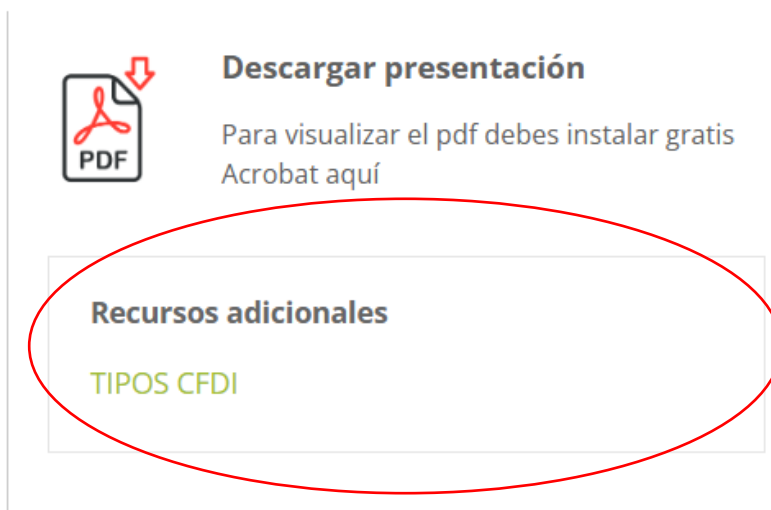 PDF
Descargar presentación
Para visualizar el pdf debes instalar gratis
Acrobat aquí
Recursos adicionales
TIPOS CFDI